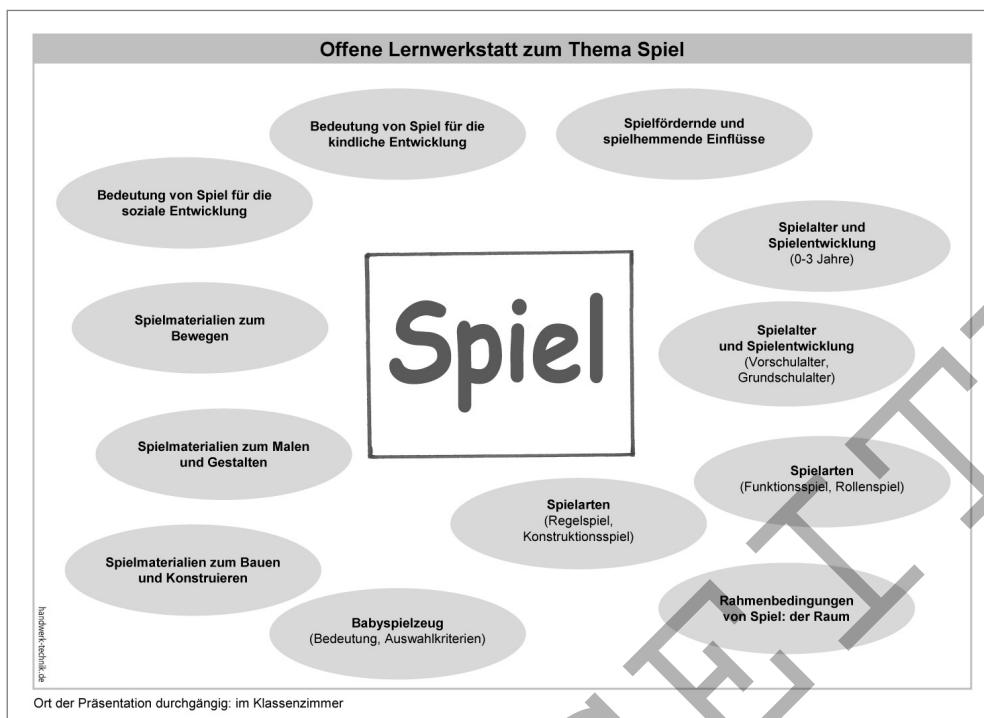 Offene Lernwerkstatt zum Thema Spiel
Bedeutung von Spiel für die
kindliche Entwicklung
Spielfördernde und
spielhemmende Einflüsse
Bedeutung von Spiel für die
soziale Entwicklung
Spielalter und
Spielentwicklung
(0-3 Jahre)
Spielmaterialien zum
Bewegen
Spiel
Spielalter
und Spielentwicklung
(Vorschulalter,
Grundschulalter)
Spielmaterialien zum Malen
und Gestalten
Spielarten
(Funktionsspiel, Rollenspiel)
Spielarten
(Regelspiel,
Konstruktionsspiel)
Spielmaterialien zum Bauen
und Konstruieren
Babyspielzeug
(Bedeutung, Auswahlkriterien)
Rahmenbedingungen
von Spiel: der Raum
handwerk-technik.de
Ort der Präsentation durchgängig: im Klassenzimmer